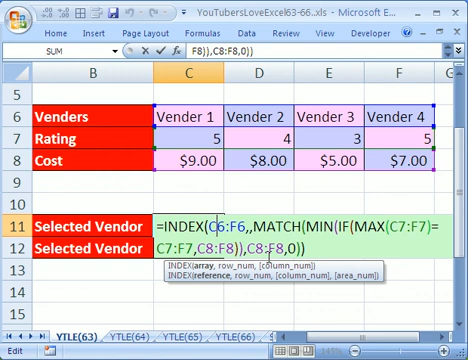 YouTubersLoveExcel63-66...xls - Microsoft Excel
Home Insert Page Layout Formulas Data Review View Developer
SUM F8)),C8:F8,0))
B C D E F G
5
6 Venders Vender 1 Vender 2 Vender 3 Vender 4
7 Rating 5 4 3 5
8 Cost $9.00 $8.00 $5.00 $7.00
9
10
11 Selected Vendor =INDEX(C6:F6,,MATCH(MIN(IF(MAX(C7:F7)=
12 Selected Vendor C7:F7,C8:F8)),C8:F8,0))
INDEX(array, row_num, [column_num])
13 INDEX(reference, row_num, [column_num], [area_num])
14
15
YTLE(63) YTLE(64) YTLE(65)
Edit 145%